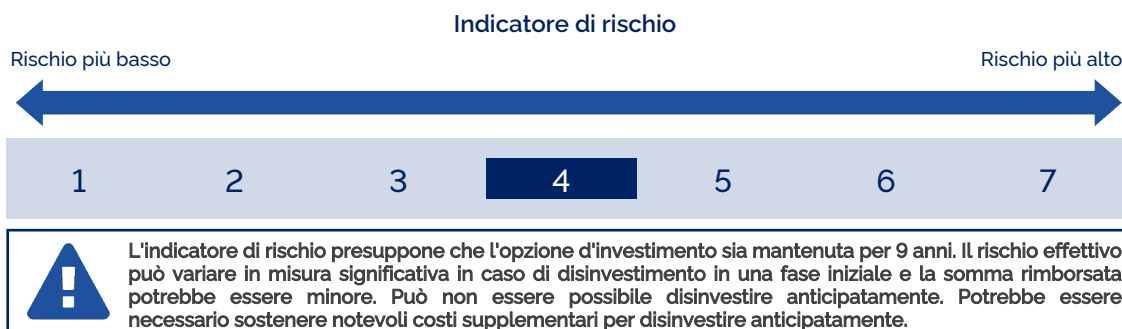 Indicatore di rischio
Rischio più basso
Rischio più alto
1 2 3 4 5 6 7
L'indicatore di rischio presuppone che l'opzione d'investimento sia mantenuta per 9 anni. Il rischio effettivo
può variare in misura significativa in caso di disinvestimento in una fase iniziale e la somma rimborsata
potrebbe essere minore. Può non essere possibile disinvestire anticipatamente. Potrebbe essere
necessario sostenere notevoli costi supplementari per disinvestire anticipatamente.